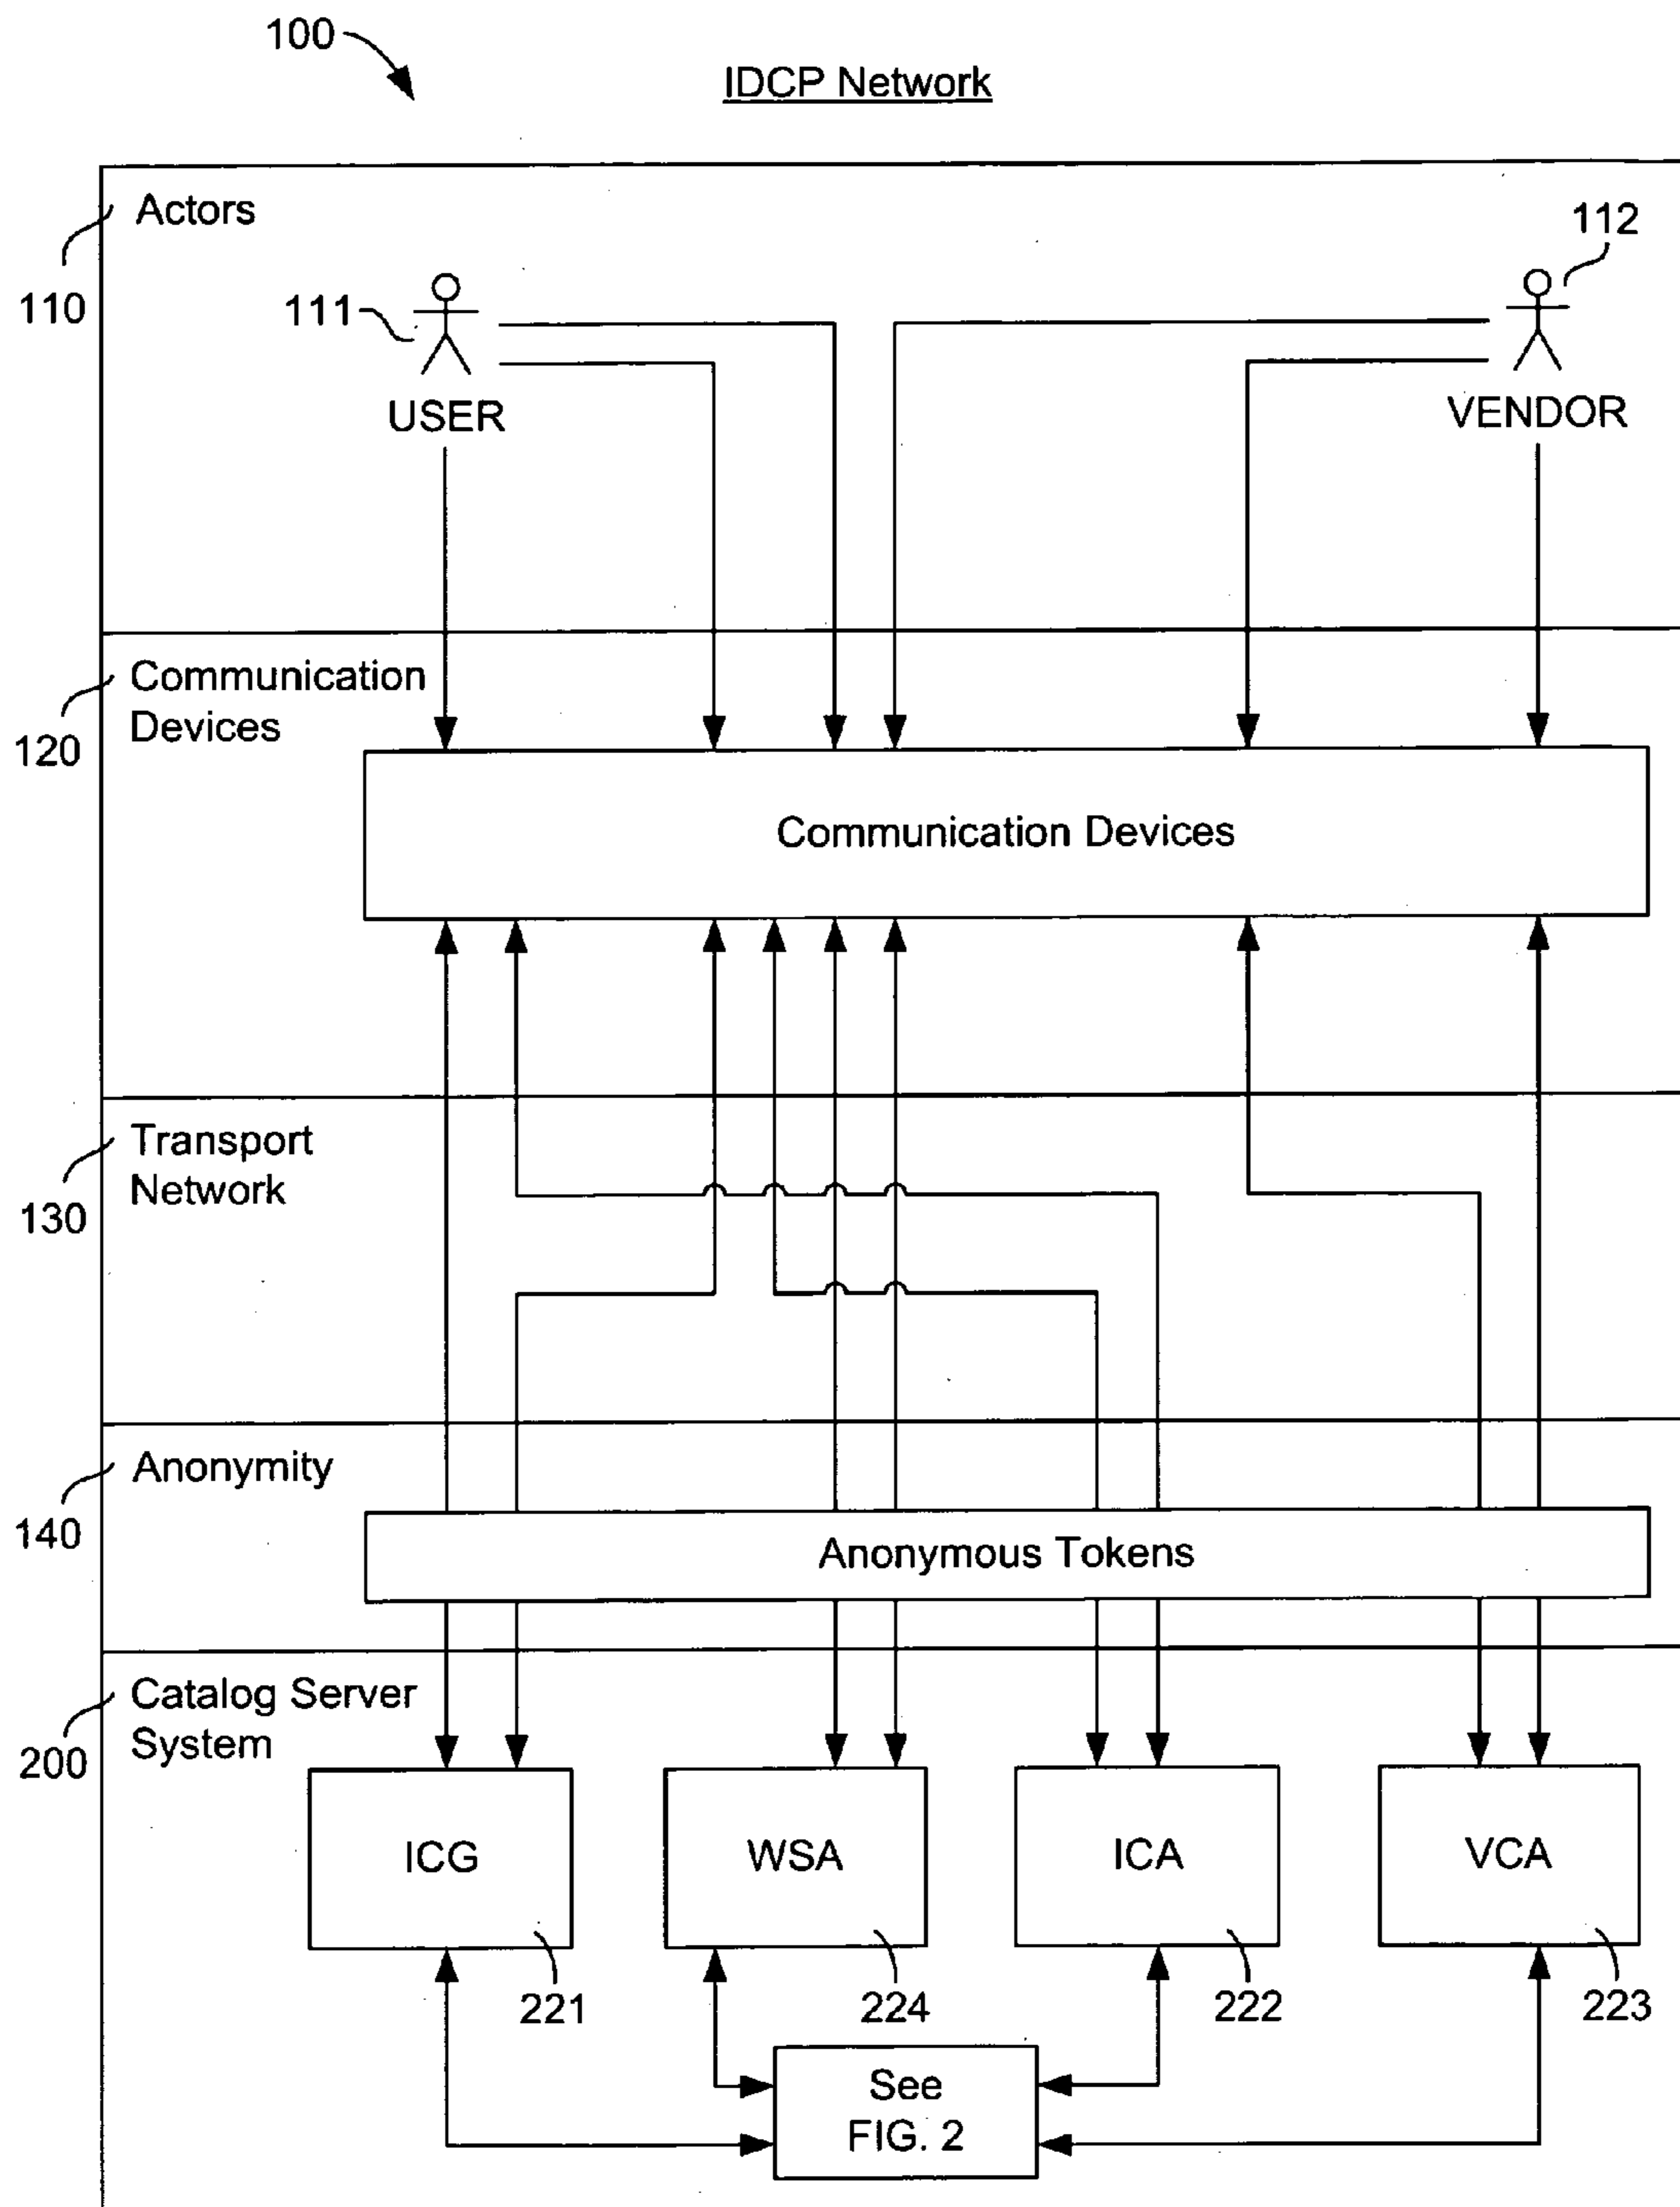 100
IDCP Network
Actors
110
111
112
USER
VENDOR
Communication
Devices
120
Communication Devices
Transport
Network
130
Anonymity
140
Anonymous Tokens
Catalog Server
System
200
ICG
WSA
ICA
VCA
221
224
222
223
See
FIG. 2